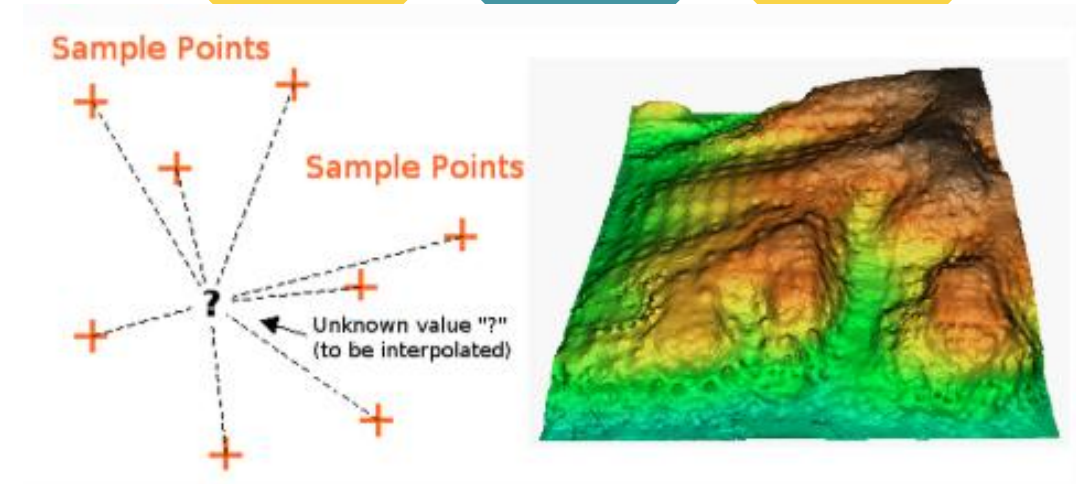 Sample Points
Sample Points
?
Unknown value "?"
(to be interpolated)